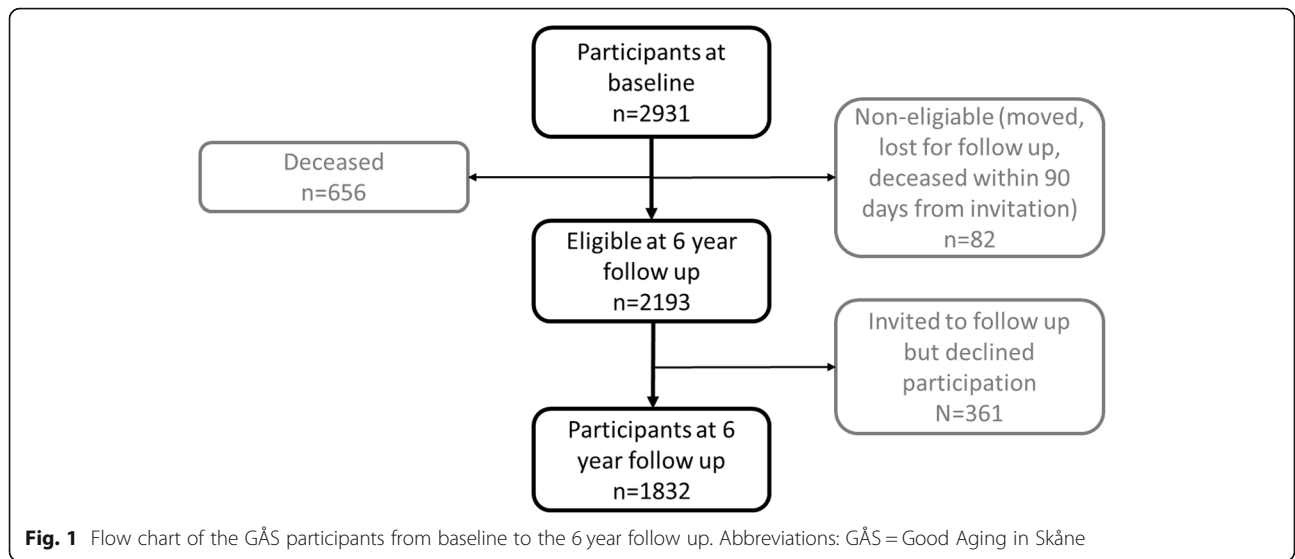 Participants at
baseline
n=2931
Deceased
n=656
Non-eligiable (moved,
lost for follow up,
deceased within 90
days from invitation)
n=82
Eligible at 6 year
follow up
n=2193
Invited to follow up
but declined
participation
N=361
Participants at 6
year follow up
n=1832
Fig. 1 Flow chart of the GÅS participants from baseline to the 6 year follow up. Abbreviations: GÅS = Good Aging in Skåne